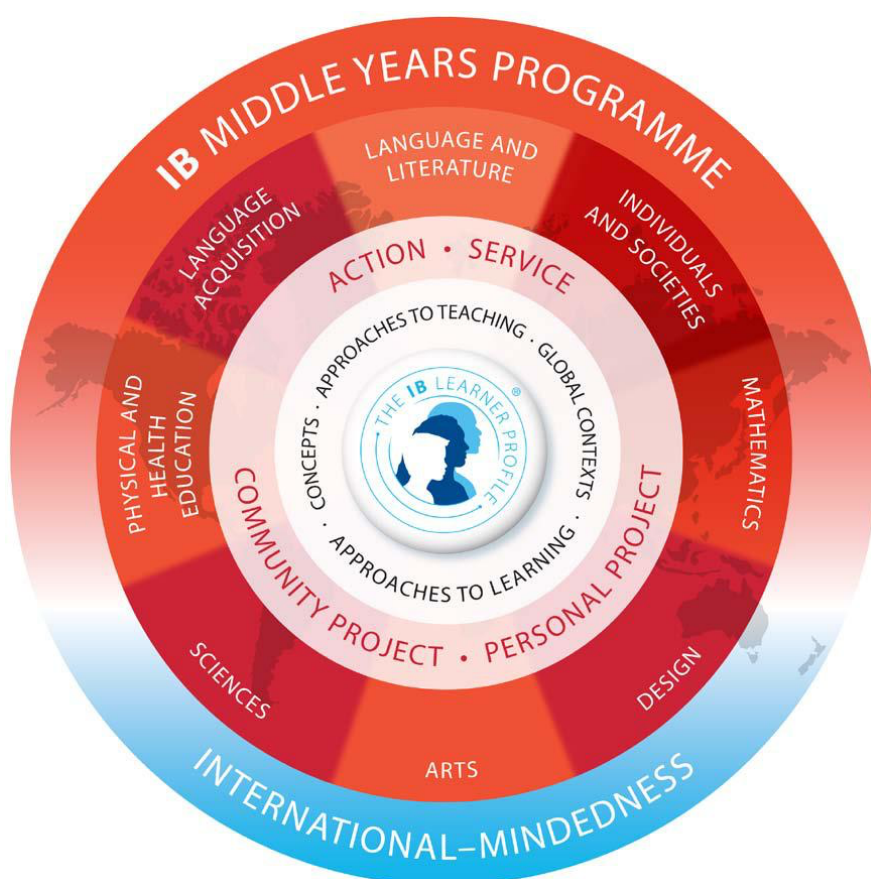 IB MIDDLE YEARS PROGRAMME
LANGUAGE AND
LITERATURE
INDIVIDUALS
AND SOCIETIES
MATHEMATICS
DESIGN
ARTS
SCIENCES
PHYSICAL AND
HEALTH
EDUCATION
LANGUAGE
ACQUISITION
ACTION • SERVICE
PERSONAL PROJECT •
COMMUNITY PROJECT
APPROACHES TO TEACHING · GLOBAL CONTEXTS ·
APPROACHES TO LEARNING · CONCEPTS ·
THE IB LEARNER PROFILE ®
INTERNATIONAL–MINDEDNESS